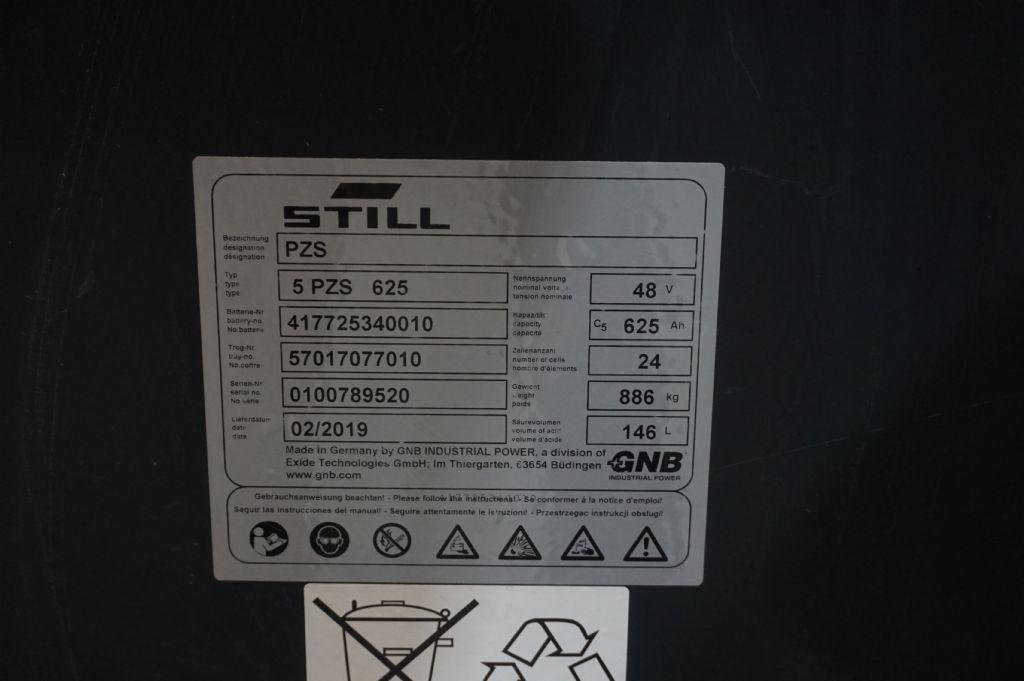 STILL
Bezeichnung
designation
désignation
PZS
Typ
type
type
5 PZS 625
Nennspannung
nominal
tension nominale
48 V
Batterie-Nr
battery-no.
No.batterie
417725340010
Kapazität
capacity
capacité
C5 625 Ah
Trog-Nr.
tray-no.
No.coffre
57017077010
Zellenanzahl
number of cells
nombre d'éléments
24
Serien-Nr
serial no.
No série
0100789520
Gewicht
weight
poids
886 kg
Lieferdatum
date
date
02/2019
Säurevolumen
volume of acid
volume d'acide
146 L
Made in Germany by GNB INDUSTRIAL POWER, a division of
Exide Technologies GmbH; Im Thiergarten, 63654 Büdingen
www.gnb.com
GNB
INDUSTRIAL POWER
Gebrauchsanweisung beachten! - Please follow the instructions! - Se conformer à la notice d'emploi!
Seguir las instrucciones del manual! - Seguire attentamente le istruzioni! - Przestrzegac instrukcji obslugi!